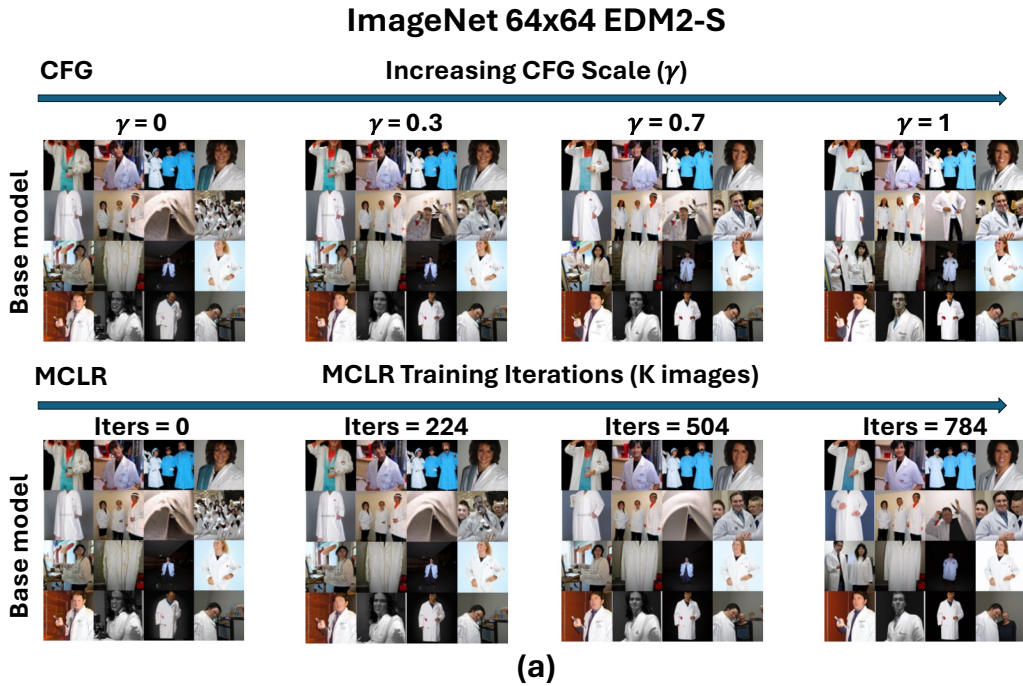 ImageNet 64x64 EDM2-S
CFG
Increasing CFG Scale (γ)
γ = 0
γ = 0.3
γ = 0.7
γ = 1
Base model
MCLR
MCLR Training Iterations (K images)
Iters = 0
Iters = 224
Iters = 504
Iters = 784
Base model
(a)